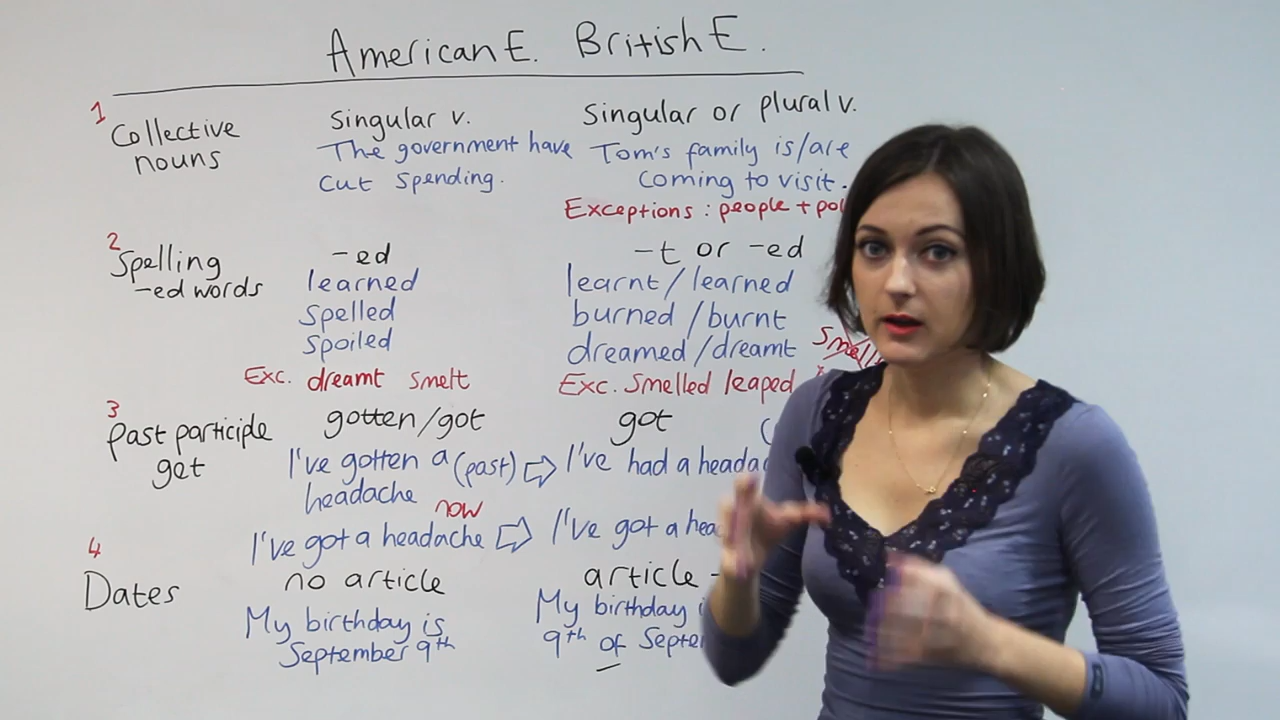 American E. British E.
1 Collective nouns
singular v.
The government have
cut spending.
Singular or plural v.
Tom's family is/are
coming to visit.
Exceptions: people +
2 Spelling
-ed words
-ed
learned
spelled
spoiled
Exc. dreamt smelt
-t or -ed
learnt/learned
burned/burnt
dreamed/dreamt
Exc. smelled leaped
3 past participle
get
gotten/got
I've gotten a (past)
headache
now
I've got a headache
got
I've had a
I've got a
4 Dates
no article
My birthday is
September 9th
article
My birthday
9th of